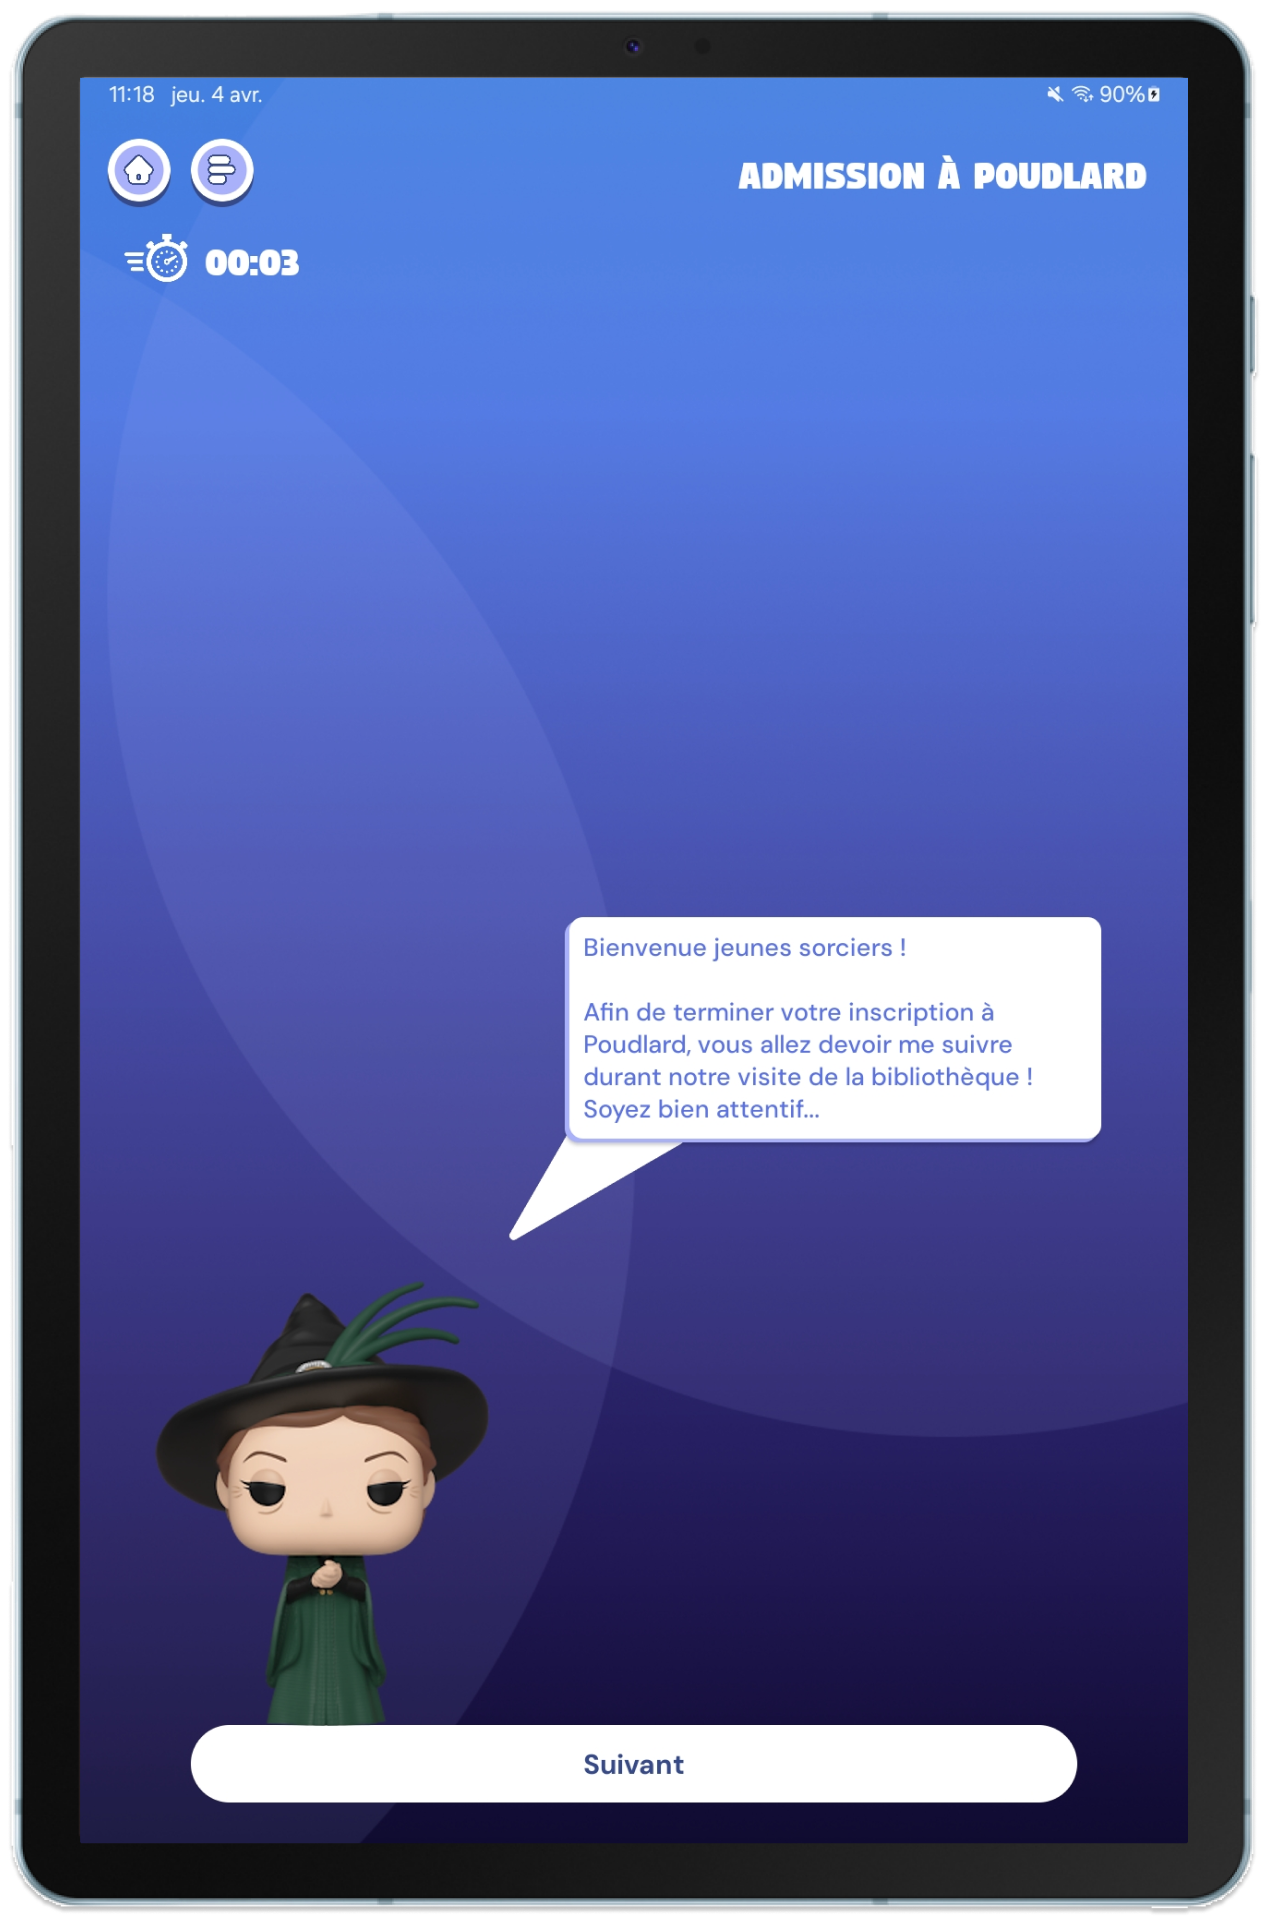 11:18 jeu. 4 avr.
90%
ADMISSION À POUDLARD
00:03
Bienvenue jeunes sorciers !
Afin de terminer votre inscription à
Poudlard, vous allez devoir me suivre
durant notre visite de la bibliothèque !
Soyez bien attentif...
Suivant